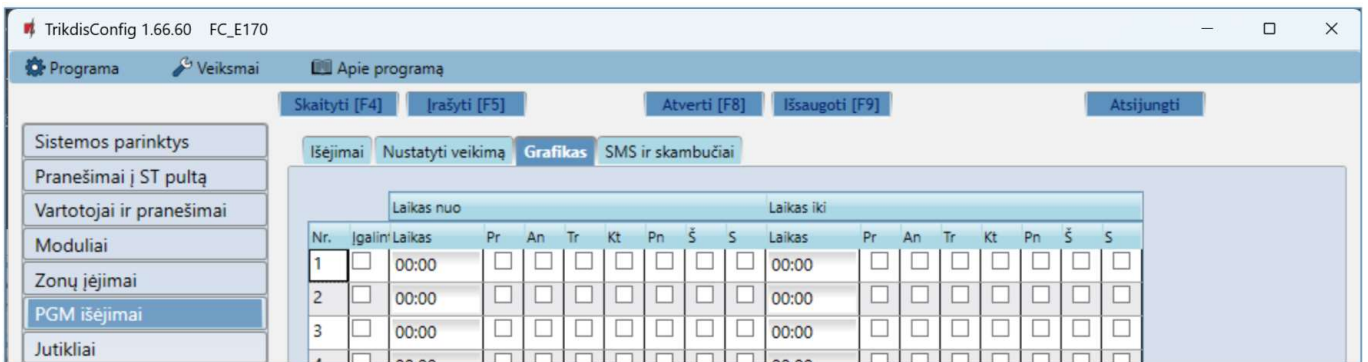 TrikdisConfig 1.66.60 FC_E170
Programa Veiksmai Apie programą
Skaityti [F4] Įrašyti [F5] Atverti [F8] Išsaugoti [F9] Atsijungti
Sistemos parinktys
Pranešimai į ST pultą
Vartotojai ir pranešimai
Moduliai
Zonų įėjimai
PGM išėjimai
Jutikliai
Išėjimai Nustatyti veikimą Grafikas SMS ir skambučiai
Laikas nuo Laikas iki
Nr. Įgalin Laikas Pr An Tr Kt Pn Š S Laikas Pr An Tr Kt Pn Š S
1 00:00 00:00
2 00:00 00:00
3 00:00 00:00